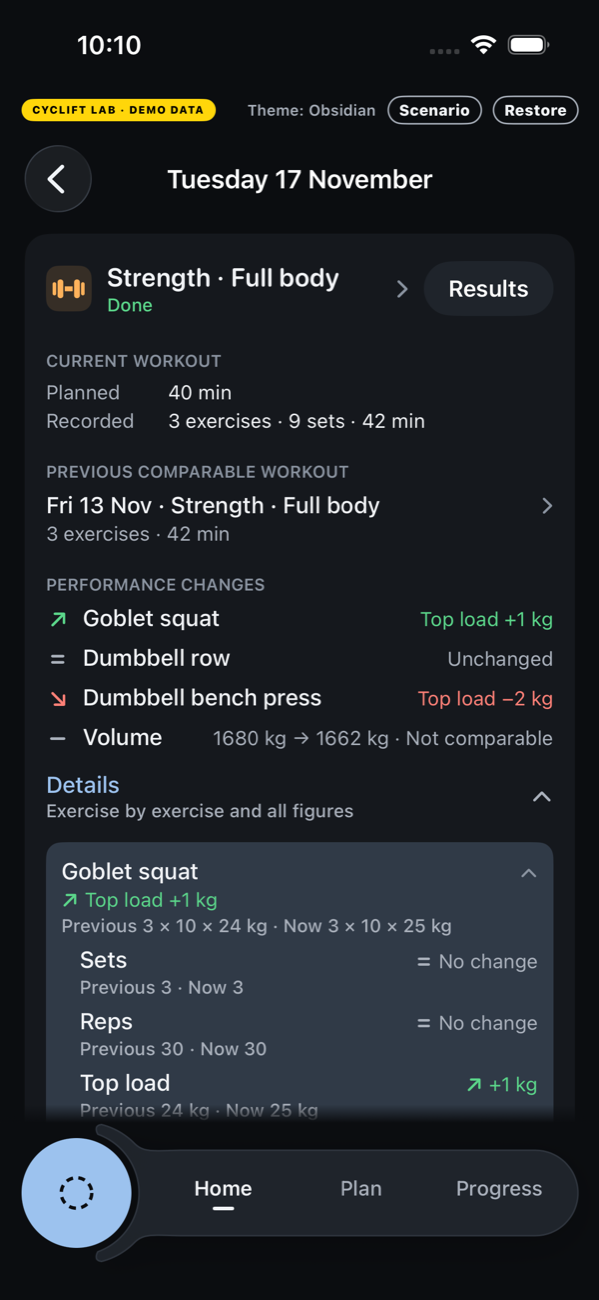 10:10
CYCLIFT LAB · DEMO DATA
Theme: Obsidian
Scenario
Restore
Tuesday 17 November
Strength · Full body
Done
Results
CURRENT WORKOUT
Planned 40 min
Recorded 3 exercises · 9 sets · 42 min
PREVIOUS COMPARABLE WORKOUT
Fri 13 Nov · Strength · Full body
3 exercises · 42 min
PERFORMANCE CHANGES
↗ Goblet squat Top load +1 kg
= Dumbbell row Unchanged
↘ Dumbbell bench press Top load −2 kg
– Volume 1680 kg → 1662 kg · Not comparable
Details
Exercise by exercise and all figures
Goblet squat
↗ Top load +1 kg
Previous 3 × 10 × 24 kg · Now 3 × 10 × 25 kg
Sets = No change
Previous 3 · Now 3
Reps = No change
Previous 30 · Now 30
Top load ↗ +1 kg
Previous 24 kg · Now 25 kg
Home
Plan
Progress